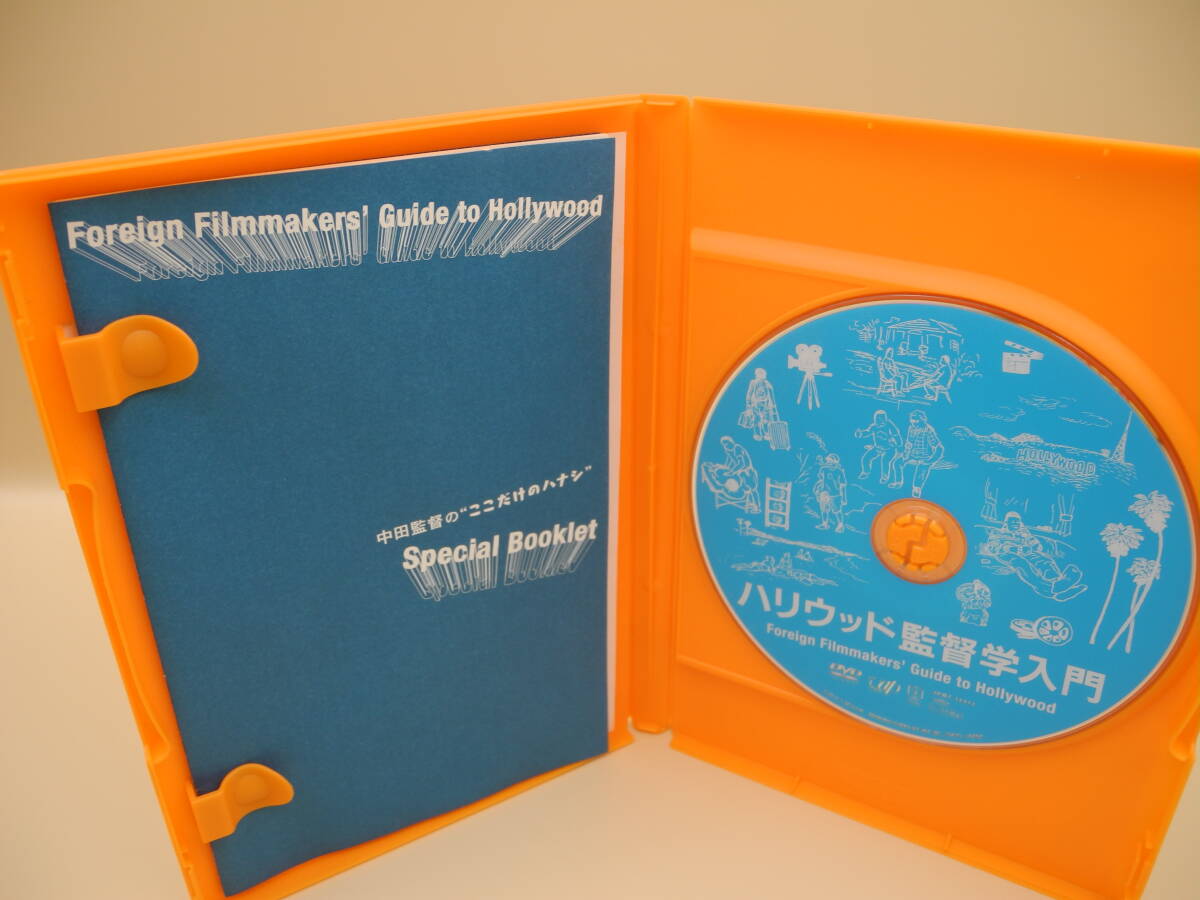 Foreign Filmmakers' Guide to Hollywood
中田監督の"ここだけのハナシ"
Special Booklet
HOLLYWOOD
ハリウッド監督学入門
Foreign Filmmakers' Guide to Hollywood
DVD